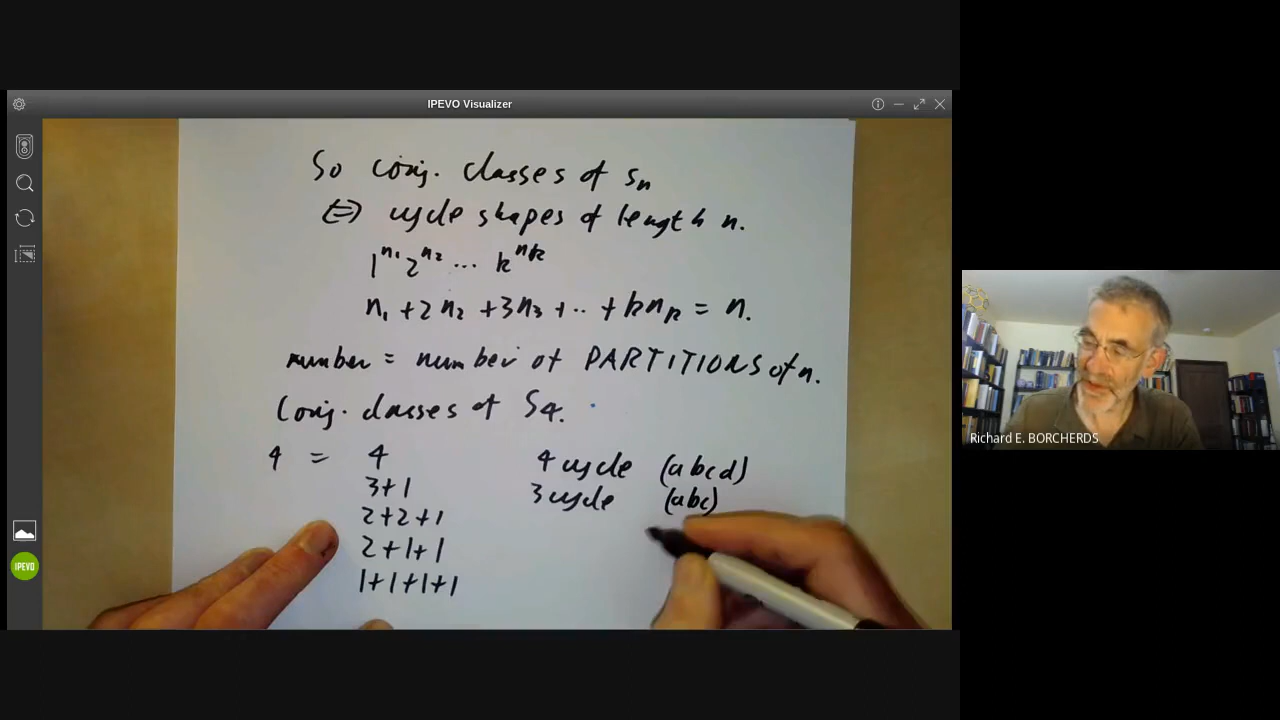 IPEVO Visualizer
So conj. classes of Sₙ
⇔ cycle shapes of length n.
1^n₁ 2^n₂ ... k^nₖ
n₁ + 2n₂ + 3n₃ + .. + knₖ = n.
number = number of PARTITIONS of n.
Conj. classes of S₄.
4 = 4 4 cycle (abcd)
3+1 3 cycle (abc)
2+2+1
2+1+1
1+1+1+1
IPEVO
Richard E. BORCHERDS